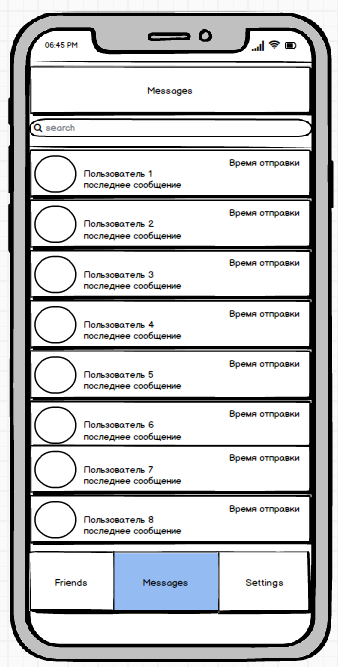 06:45 PM
Messages
search
Время отправки
Пользователь 1
последнее сообщение
Время отправки
Пользователь 2
последнее сообщение
Время отправки
Пользователь 3
последнее сообщение
Время отправки
Пользователь 4
последнее сообщение
Время отправки
Пользователь 5
последнее сообщение
Время отправки
Пользователь 6
последнее сообщение
Время отправки
Пользователь 7
последнее сообщение
Время отправки
Пользователь 8
последнее сообщение
Friends Messages Settings